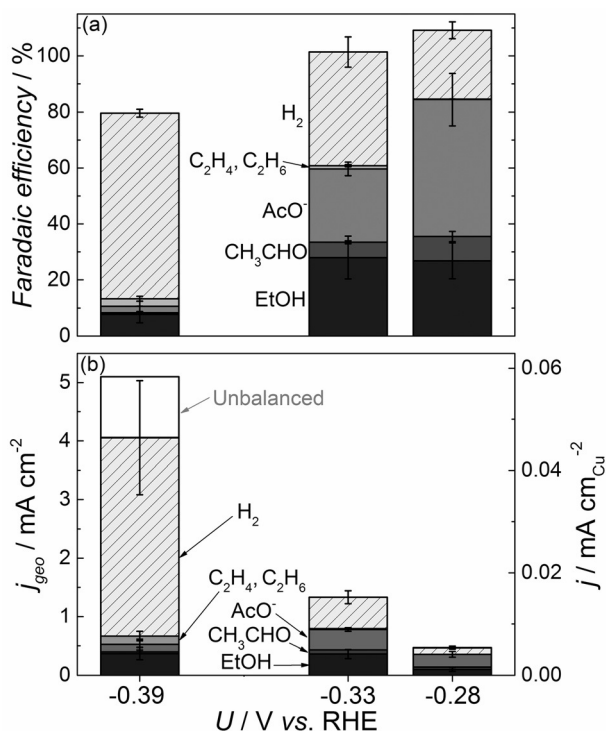 (a)
Faradaic efficiency / %
100
80
60
40
20
0
H₂
C₂H₄, C₂H₆
AcO⁻
CH₃CHO
EtOH
(b)
j_geo / mA cm⁻²
5
4
3
2
1
0
Unbalanced
H₂
C₂H₄, C₂H₆
AcO⁻
CH₃CHO
EtOH
0.06
0.04
0.02
0.00
j / mA cm_Cu⁻²
-0.39
-0.33
-0.28
U / V vs. RHE